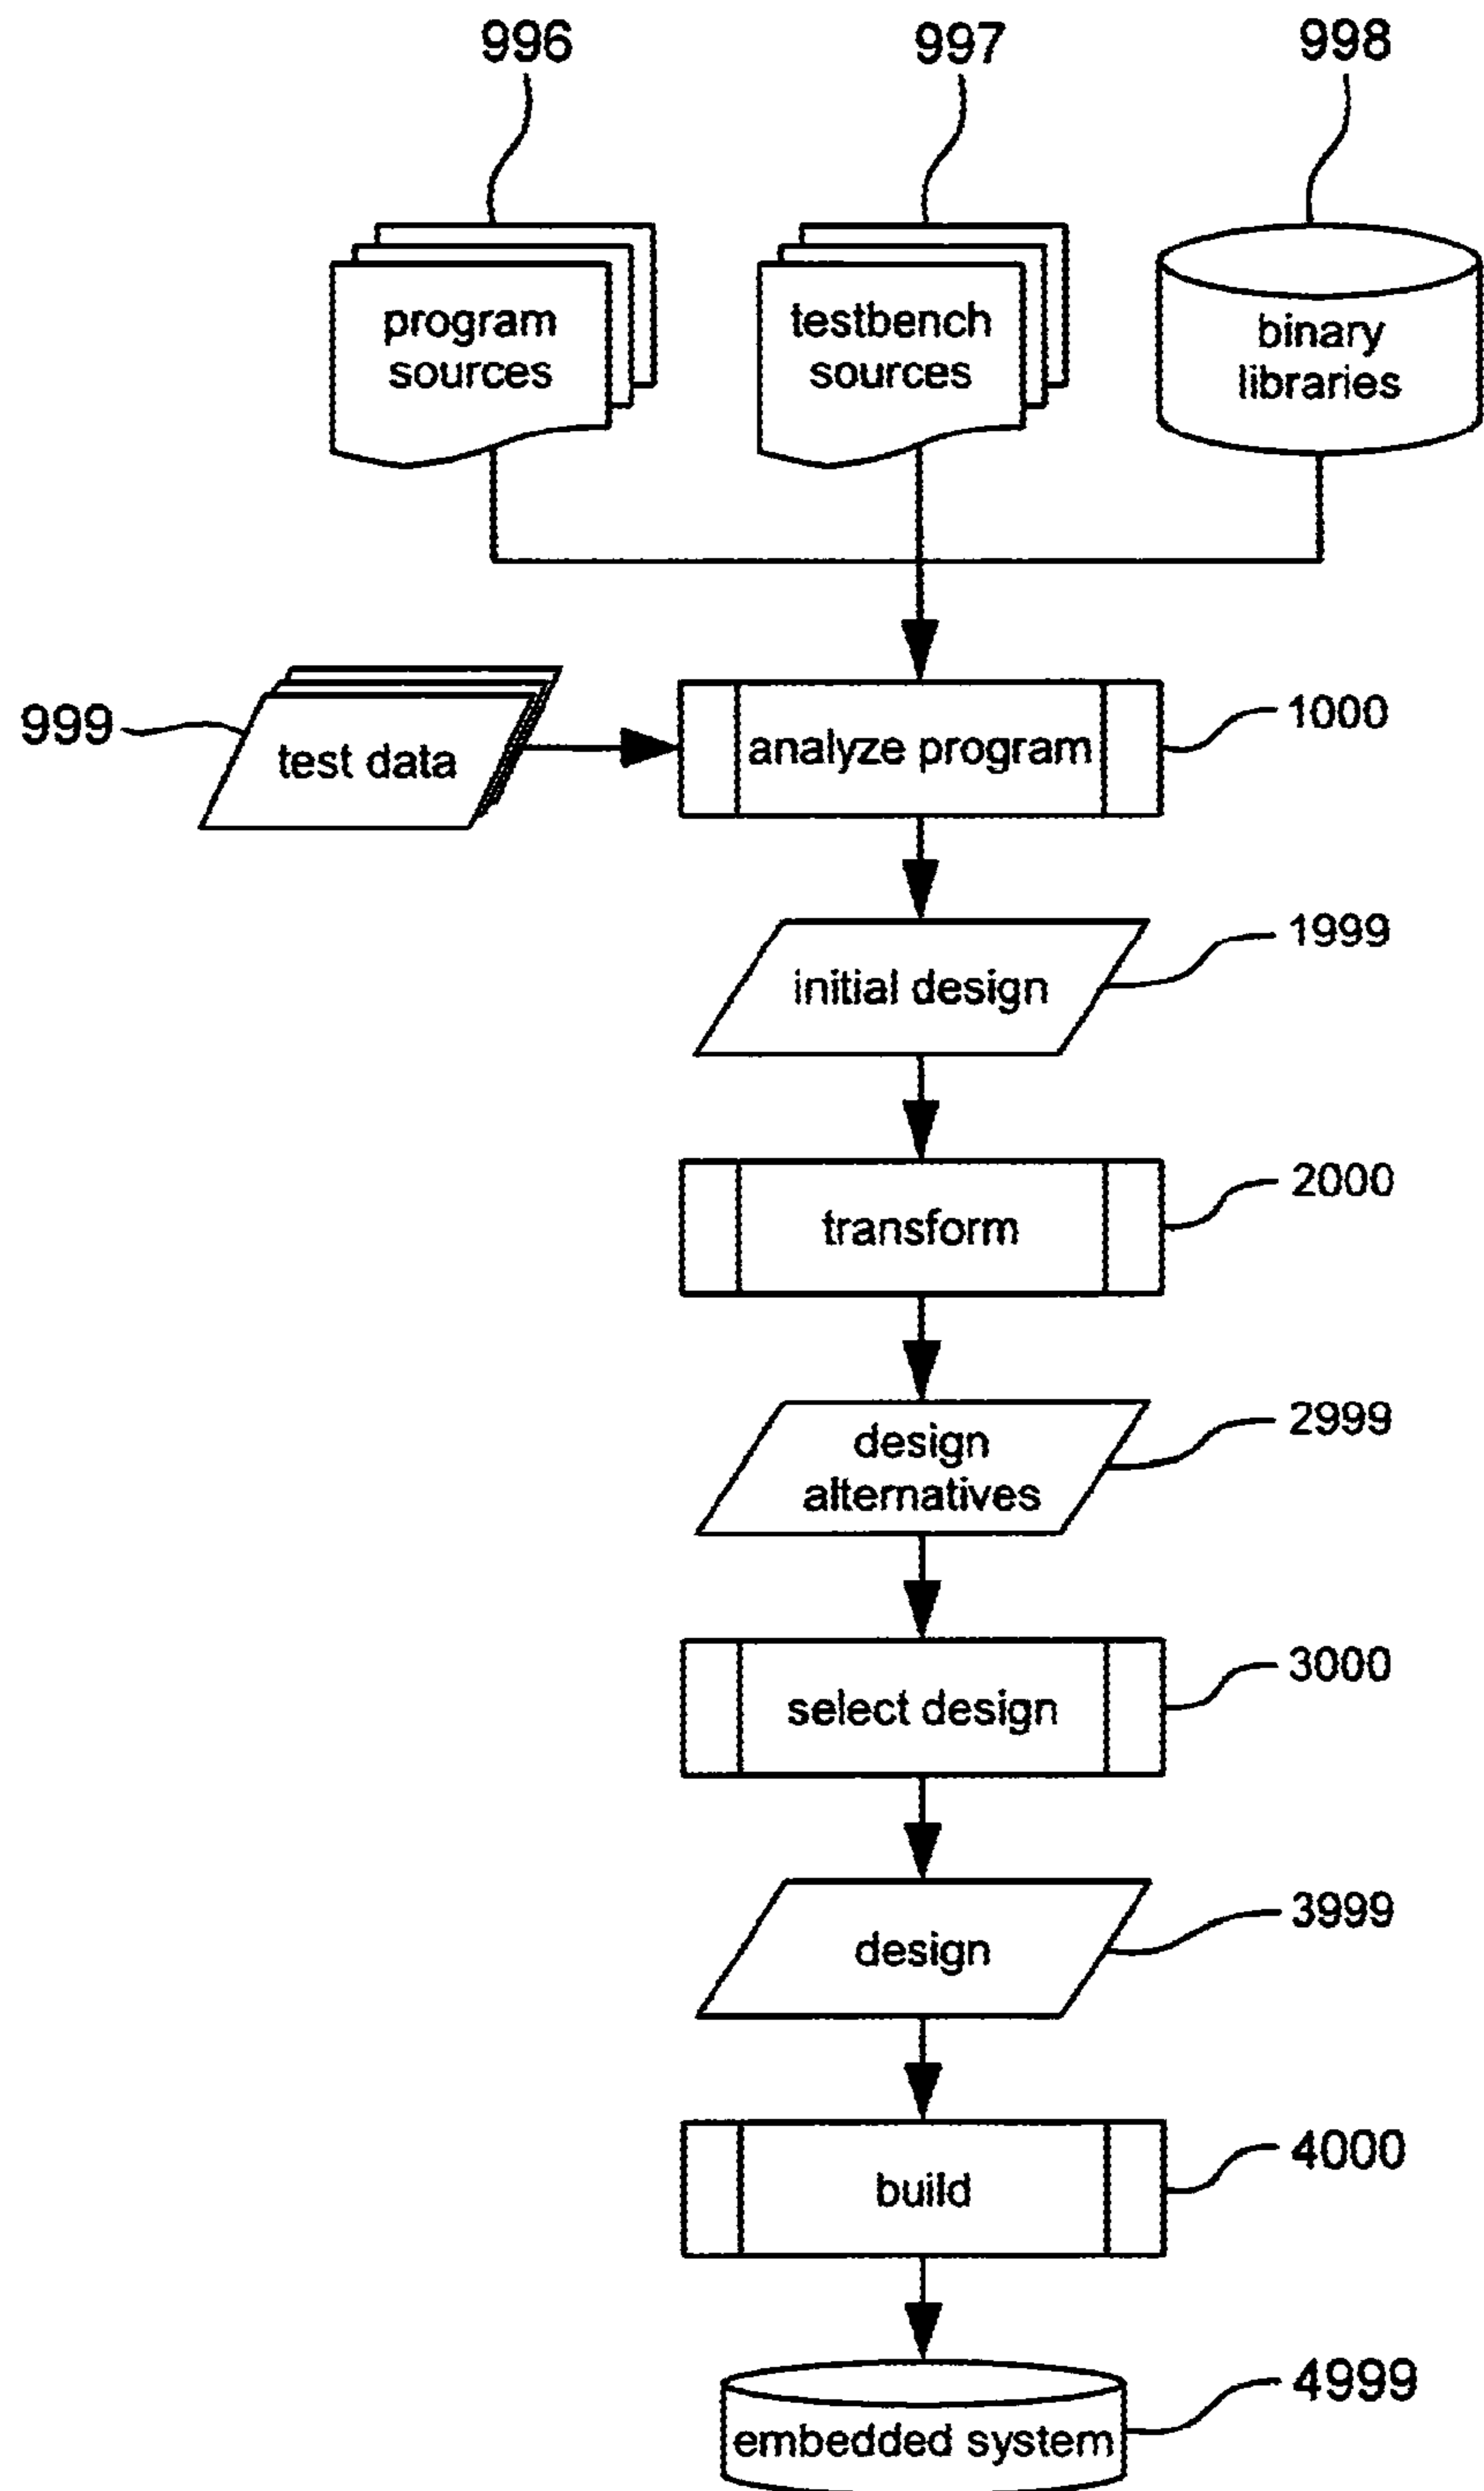 996
997
998
program
sources
testbench
sources
binary
libraries
999
test data
analyze program
1000
initial design
1999
transform
2000
design
alternatives
2999
select design
3000
design
3999
build
4000
embedded system
4999